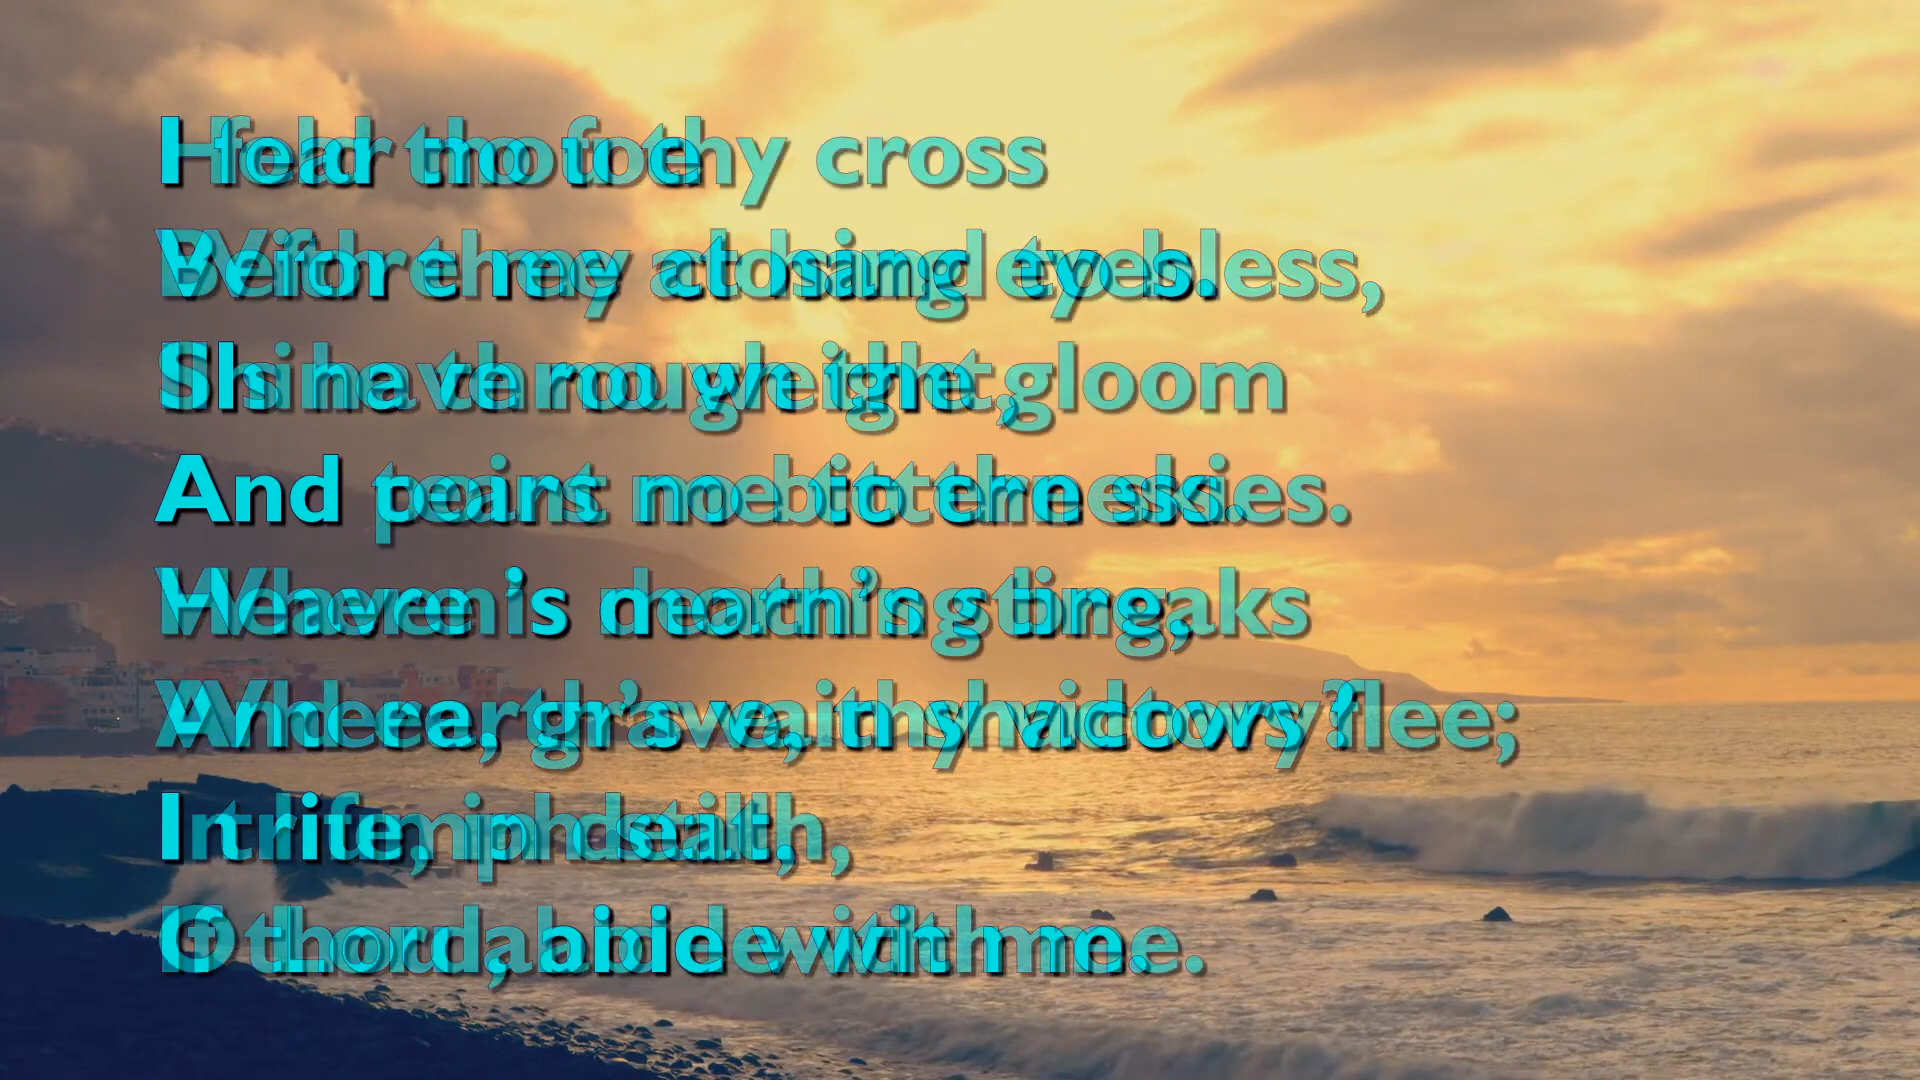 I fear no foe
With thee at hand to bless,
Ills have no weight,
And tears no bitterness.
Where is death’s sting,
Where, grave, thy victory?
I triumph still,
If thou abide with me.
Hold thou thy cross
Before my closing eyes.
Shine through the gloom
And point me to the skies.
Heaven’s morning breaks
And earth’s vain shadows flee;
In life, in death,
O Lord, abide with me.